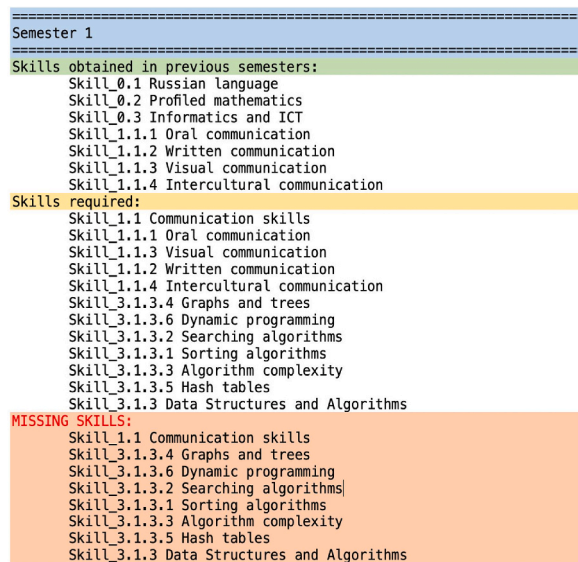 ================================================================
Semester 1
================================================================
Skills obtained in previous semesters:
Skill_0.1 Russian language
Skill_0.2 Profiled mathematics
Skill_0.3 Informatics and ICT
Skill_1.1.1 Oral communication
Skill_1.1.2 Written communication
Skill_1.1.3 Visual communication
Skill_1.1.4 Intercultural communication
Skills required:
Skill_1.1 Communication skills
Skill_1.1.1 Oral communication
Skill_1.1.3 Visual communication
Skill_1.1.2 Written communication
Skill_1.1.4 Intercultural communication
Skill_3.1.3.4 Graphs and trees
Skill_3.1.3.6 Dynamic programming
Skill_3.1.3.2 Searching algorithms
Skill_3.1.3.1 Sorting algorithms
Skill_3.1.3.3 Algorithm complexity
Skill_3.1.3.5 Hash tables
Skill_3.1.3 Data Structures and Algorithms
MISSING SKILLS:
Skill_1.1 Communication skills
Skill_3.1.3.4 Graphs and trees
Skill_3.1.3.6 Dynamic programming
Skill_3.1.3.2 Searching algorithms
Skill_3.1.3.1 Sorting algorithms
Skill_3.1.3.3 Algorithm complexity
Skill_3.1.3.5 Hash tables
Skill_3.1.3 Data Structures and Algorithms